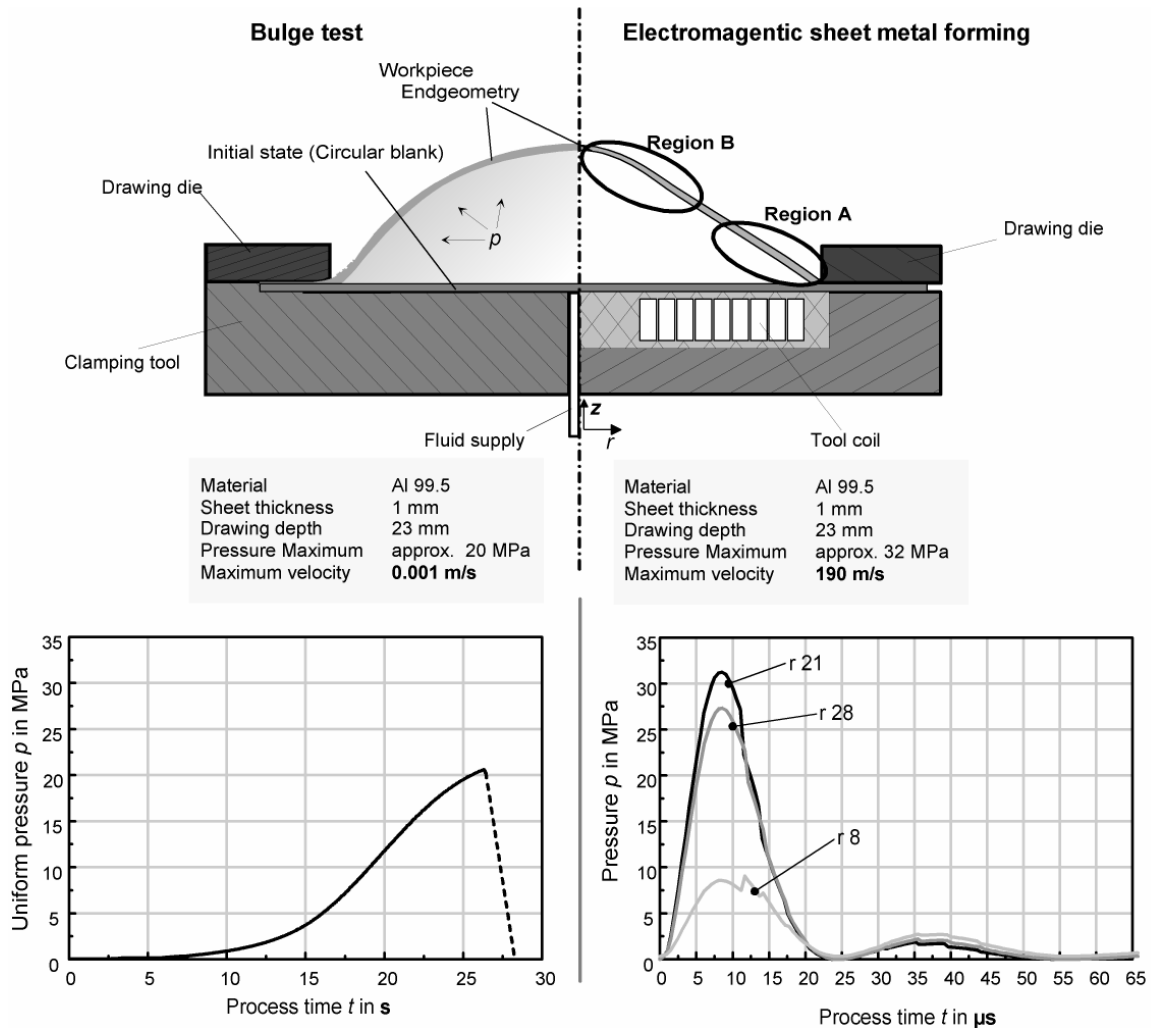 Bulge test
Electromagentic sheet metal forming
Workpiece
Endgeometry
Region B
Initial state (Circular blank)
Drawing die
Region A
Drawing die
p
Clamping tool
z
r
Fluid supply
Tool coil
Material Al 99.5
Sheet thickness 1 mm
Drawing depth 23 mm
Pressure Maximum approx. 20 MPa
Maximum velocity 0.001 m/s
Material Al 99.5
Sheet thickness 1 mm
Drawing depth 23 mm
Pressure Maximum approx. 32 MPa
Maximum velocity 190 m/s
Uniform pressure p in MPa
35
30
25
20
15
10
5
0
0 5 10 15 20 25 30
Process time t in s
Pressure p in MPa
35
30
25
20
15
10
5
0
r 21
r 28
r 8
0 5 10 15 20 25 30 35 40 45 50 55 60 65
Process time t in µs